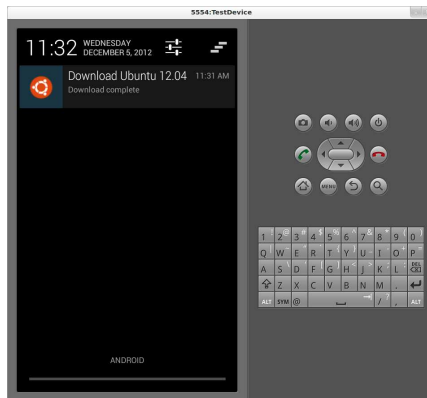 5554:TestDevice
11:32 WEDNESDAY
DECEMBER 5, 2012
Download Ubuntu 12.04 11:31 AM
Download complete
ANDROID
MENU
1 2 3 4 5 6 7 8 9 0
Q W E R T Y U I O P
A S D F G H J K L DEL
Z X C V B N M .
ALT SYM @ / , ALT